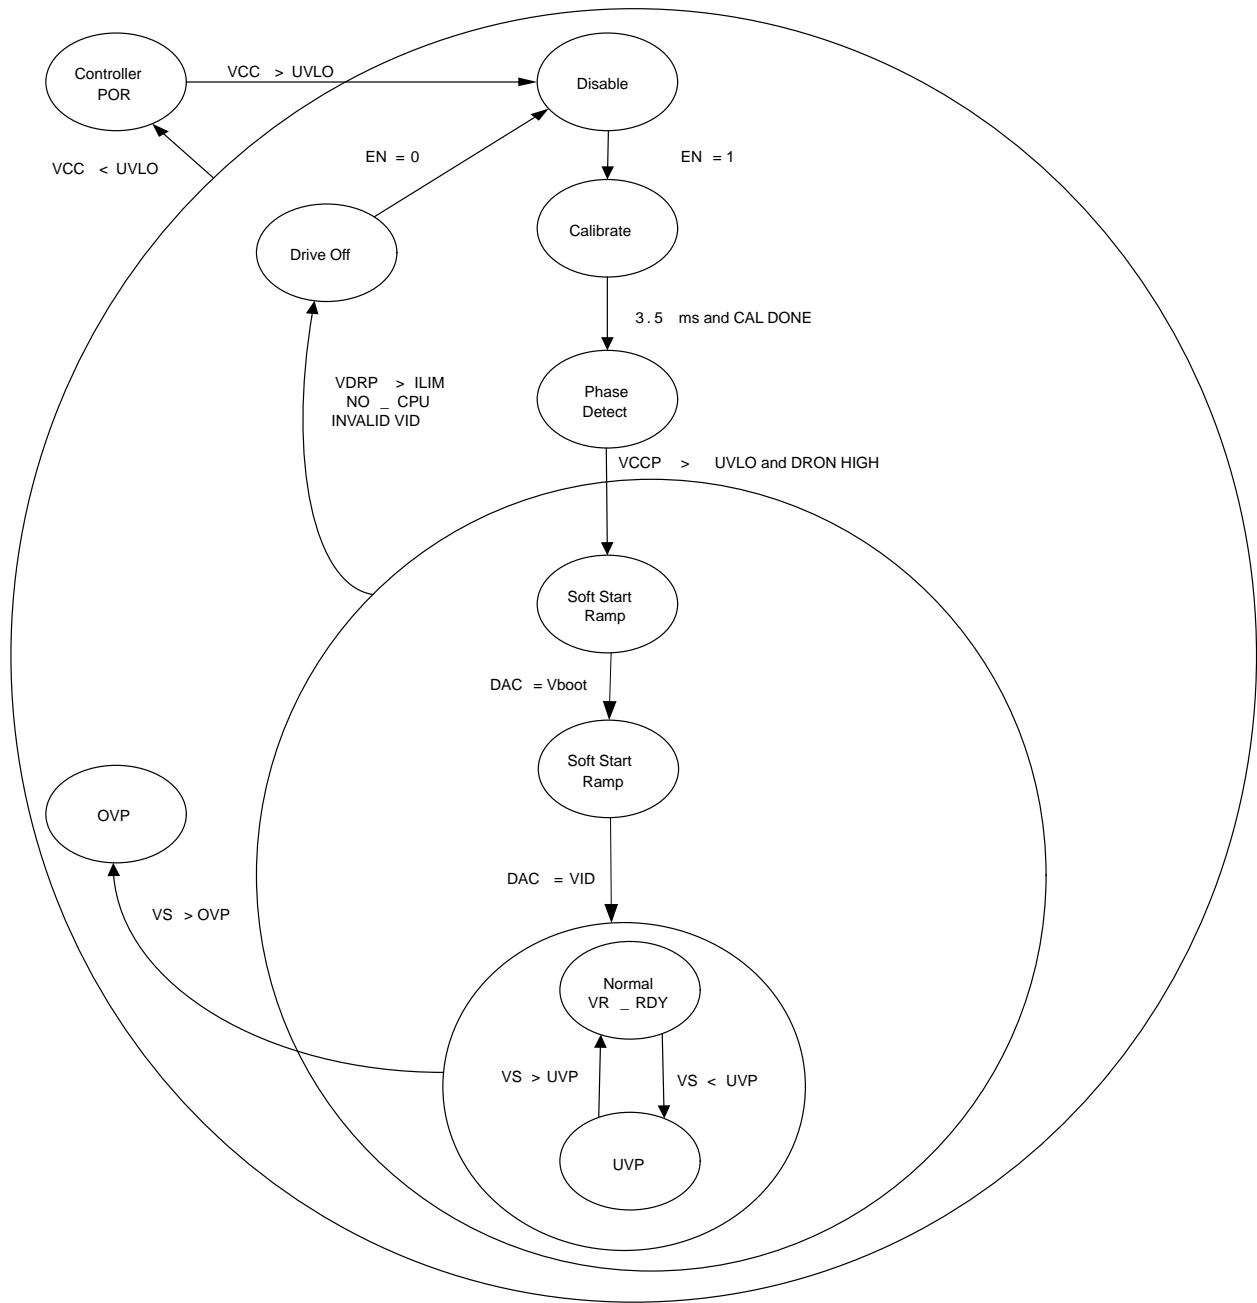 Controller
POR
VCC > UVLO
Disable
VCC < UVLO
EN = 0
EN = 1
Drive Off
Calibrate
3.5 ms and CAL DONE
VDRP > ILIM
NO _ CPU
INVALID VID
Phase
Detect
VCCP > UVLO and DRON HIGH
Soft Start
Ramp
DAC = Vboot
Soft Start
Ramp
OVP
DAC = VID
VS > OVP
Normal
VR _ RDY
VS > UVP
VS < UVP
UVP